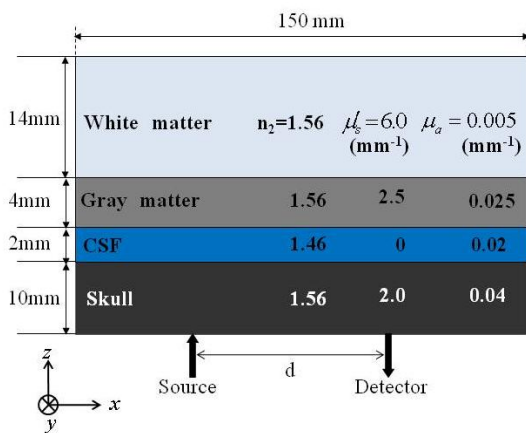 150 mm
14mm
White matter n₂=1.56 μ′ₛ=6.0 μₐ = 0.005
(mm⁻¹) (mm⁻¹)
4mm
Gray matter 1.56 2.5 0.025
2mm
CSF 1.46 0 0.02
10mm
Skull 1.56 2.0 0.04
d
z
Source Detector
x
y